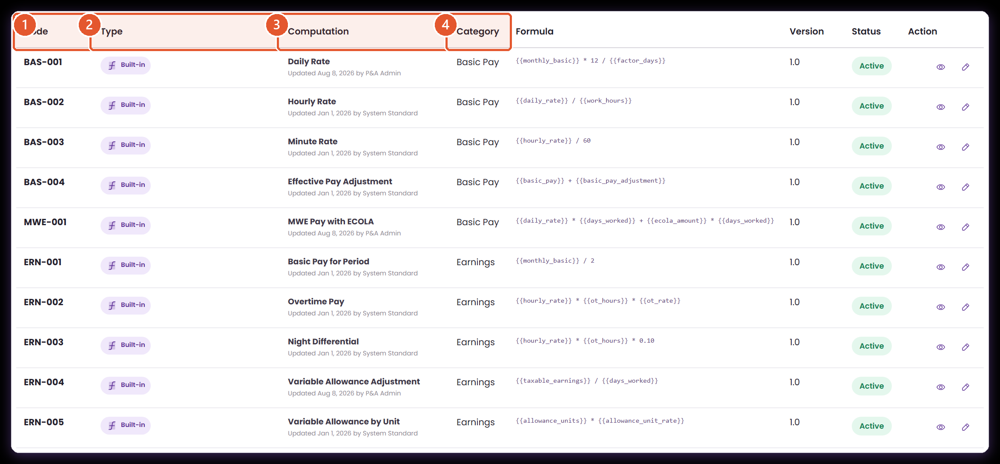 1 2 3 4
de Type Computation Category Formula Version Status Action
BAS-001 Built-in Daily Rate Basic Pay {{monthly_basic}} * 12 / {{factor_days}} 1.0 Active
Updated Aug 8, 2026 by P&A Admin
BAS-002 Built-in Hourly Rate Basic Pay {{daily_rate}} / {{work_hours}} 1.0 Active
Updated Jan 1, 2026 by System Standard
BAS-003 Built-in Minute Rate Basic Pay {{hourly_rate}} / 60 1.0 Active
Updated Jan 1, 2026 by System Standard
BAS-004 Built-in Effective Pay Adjustment Basic Pay {{basic_pay}} + {{basic_pay_adjustment}} 1.0 Active
Updated Jan 1, 2026 by System Standard
MWE-001 Built-in MWE Pay with ECOLA Basic Pay {{daily_rate}} * {{days_worked}} + {{ecola_amount}} * {{days_worked}} 1.0 Active
Updated Aug 8, 2026 by P&A Admin
ERN-001 Built-in Basic Pay for Period Earnings {{monthly_basic}} / 2 1.0 Active
Updated Jan 1, 2026 by System Standard
ERN-002 Built-in Overtime Pay Earnings {{hourly_rate}} * {{ot_hours}} * {{ot_rate}} 1.0 Active
Updated Jan 1, 2026 by System Standard
ERN-003 Built-in Night Differential Earnings {{hourly_rate}} * {{ot_hours}} * 0.10 1.0 Active
Updated Jan 1, 2026 by System Standard
ERN-004 Built-in Variable Allowance Adjustment Earnings {{taxable_earnings}} / {{days_worked}} 1.0 Active
Updated Aug 8, 2026 by P&A Admin
ERN-005 Built-in Variable Allowance by Unit Earnings {{allowance_units}} * {{allowance_unit_rate}} 1.0 Active
Updated Jan 1, 2026 by System Standard